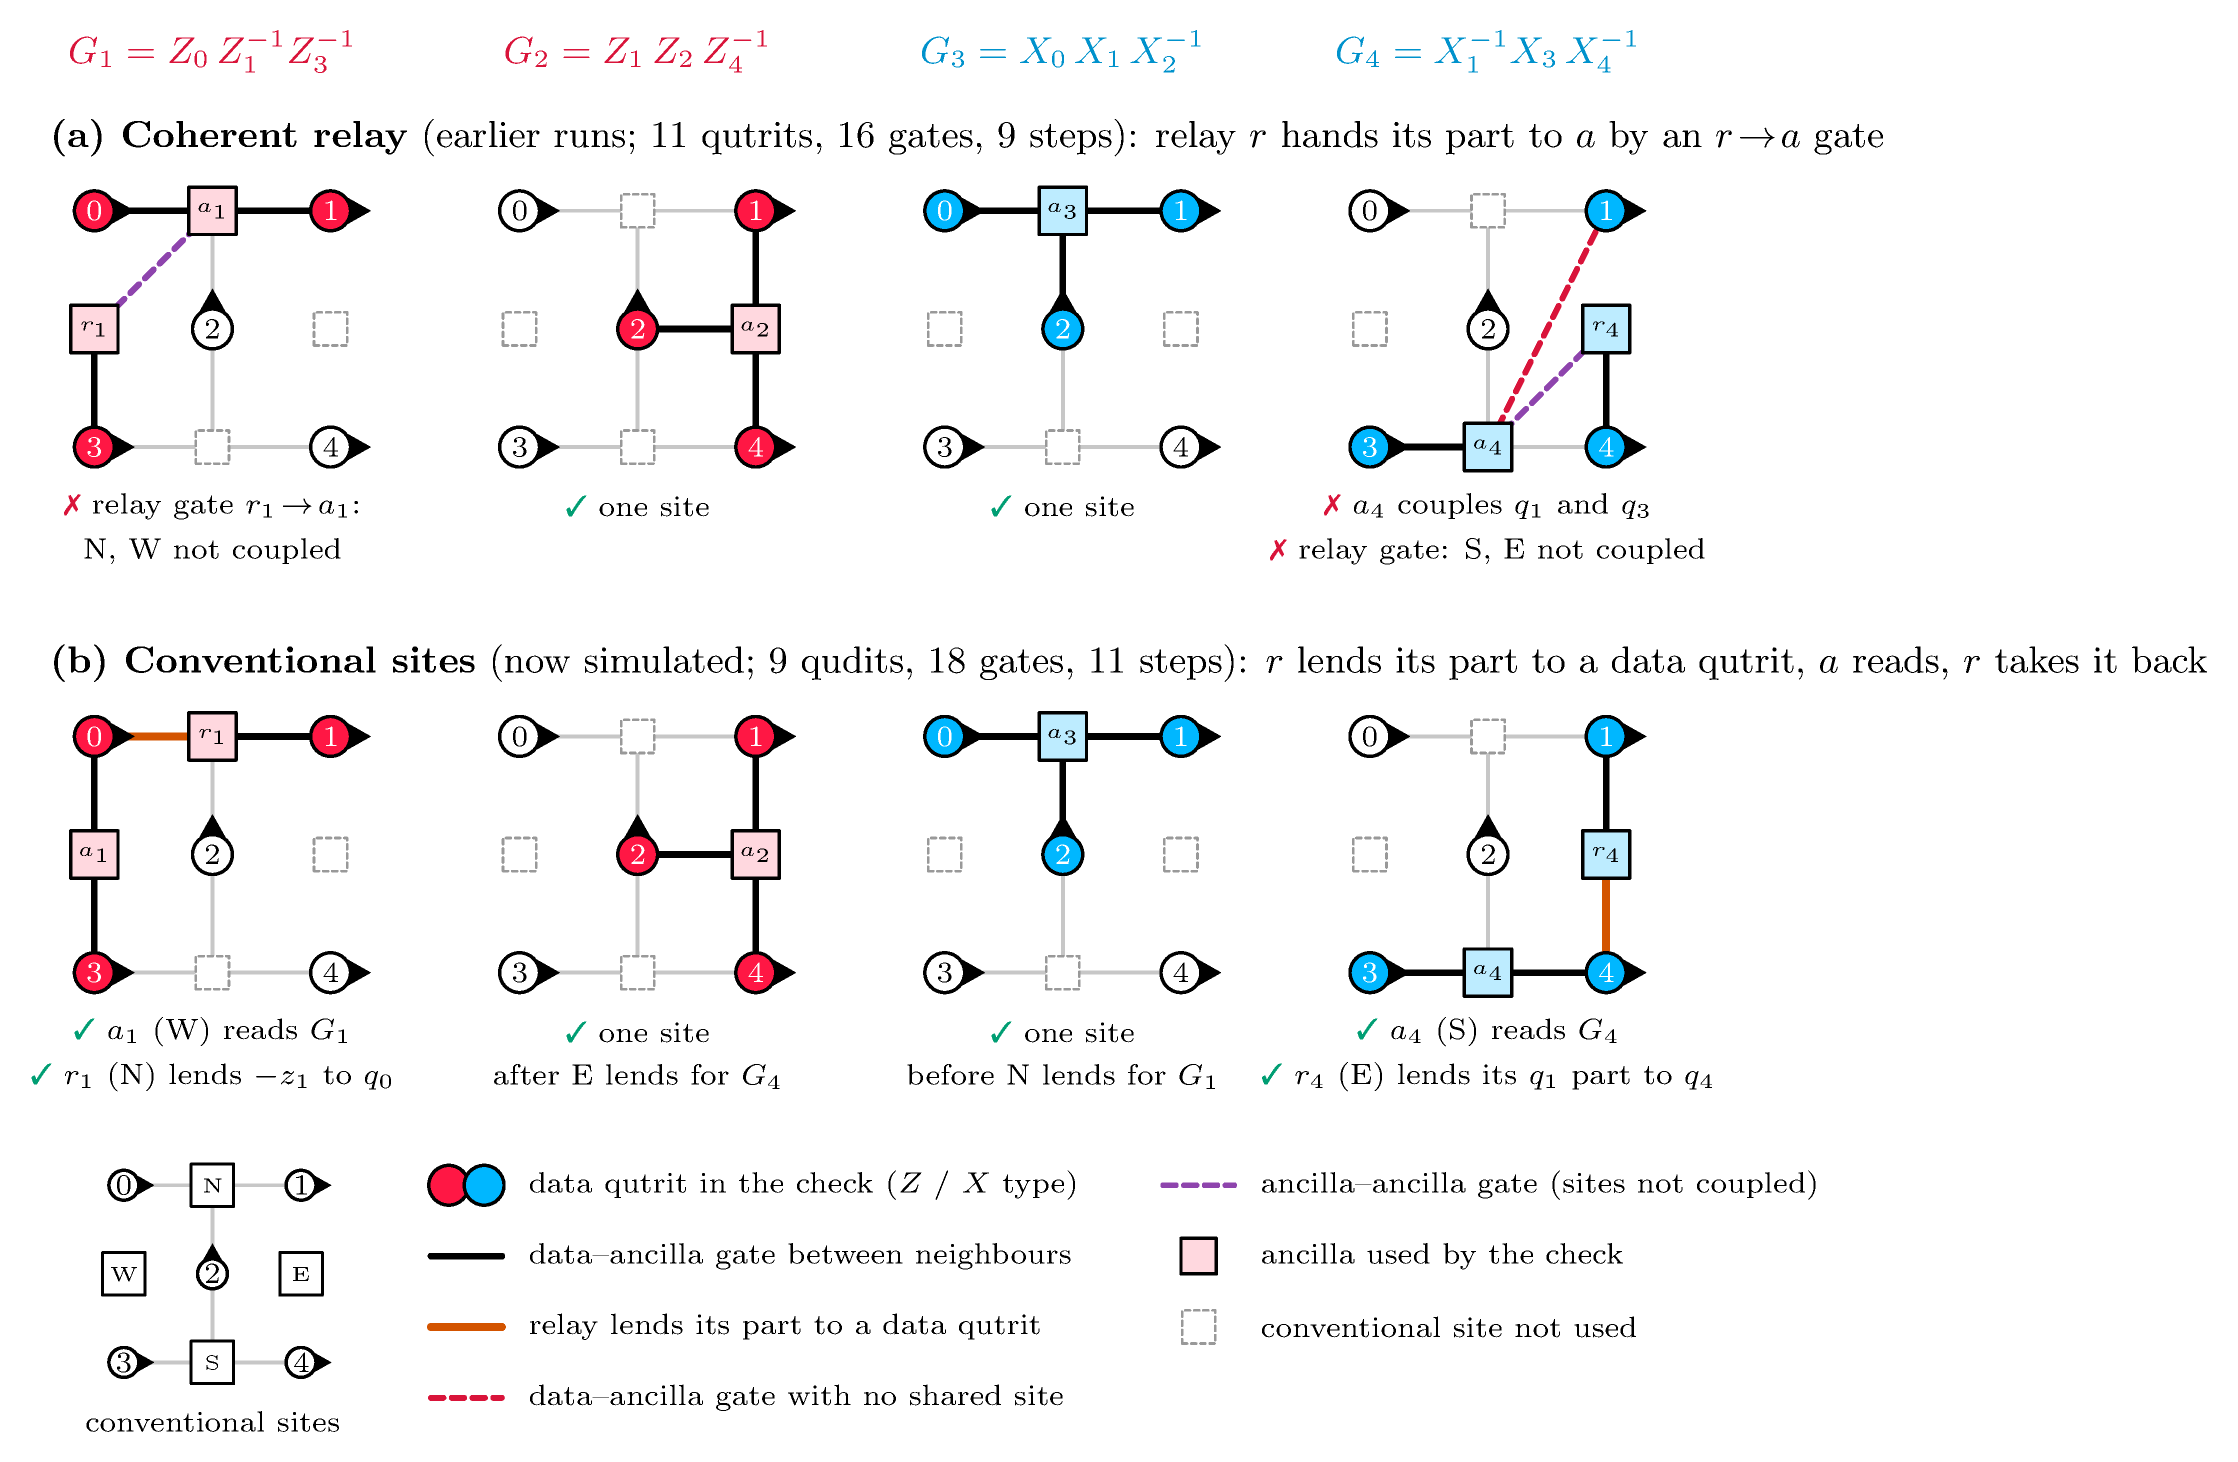 G₁ = Z₀ Z₁⁻¹ Z₃⁻¹
G₂ = Z₁ Z₂ Z₄⁻¹
G₃ = X₀ X₁ X₂⁻¹
G₄ = X₁⁻¹ X₃ X₄⁻¹
(a) Coherent relay (earlier runs; 11 qutrits, 16 gates, 9 steps): relay r hands its part to a by an r→a gate
0 a₁ 1
r₁ 2
3 4
✗ relay gate r₁→a₁:
N, W not coupled
0 1
2 a₂
3 4
✓ one site
0 a₃ 1
2
3 4
✓ one site
0 1
2 r₄
3 a₄ 4
✗ a₄ couples q₁ and q₃
✗ relay gate: S, E not coupled
(b) Conventional sites (now simulated; 9 qudits, 18 gates, 11 steps): r lends its part to a data qutrit, a reads, r takes it back
0 r₁ 1
a₁ 2
3 4
✓ a₁ (W) reads G₁
✓ r₁ (N) lends −z₁ to q₀
0 1
2 a₂
3 4
✓ one site
after E lends for G₄
0 a₃ 1
2
3 4
✓ one site
before N lends for G₁
0 1
2 r₄
3 a₄ 4
✓ a₄ (S) reads G₄
✓ r₄ (E) lends its q₁ part to q₄
0 N 1
W 2 E
3 S 4
conventional sites
data qutrit in the check (Z / X type)
data–ancilla gate between neighbours
relay lends its part to a data qutrit
data–ancilla gate with no shared site
ancilla–ancilla gate (sites not coupled)
ancilla used by the check
conventional site not used